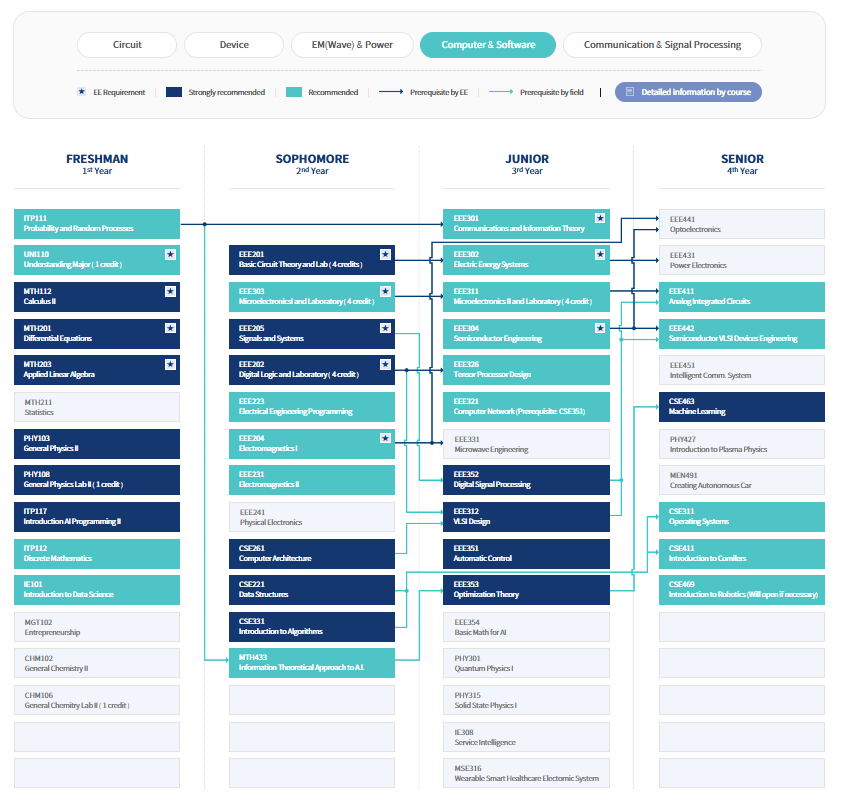 Circuit
Device
EM(Wave) & Power
Computer & Software
Communication & Signal Processing
EE Requirement
Strongly recommended
Recommended
Prerequisite by EE
Prerequisite by field
Detailed information by course
FRESHMAN
1st Year
ITP111
Probability and Random Processes
UNI110
Understanding Major ( 1 credit )
MTH112
Calculus II
MTH201
Differential Equations
MTH203
Applied Linear Algebra
MTH211
Statistics
PHY103
General Physics II
PHY108
General Physics Lab II ( 1 credit )
ITP117
Introduction AI Programming II
ITP112
Discrete Mathematics
IE101
Introduction to Data Science
MGT102
Entrepreneurship
CHM102
General Chemistry II
CHM106
General Chemitry Lab II ( 1 credit )
SOPHOMORE
2nd Year
EEE201
Basic Circuit Theory and Lab ( 4 credits )
EEE303
Microelectronicsl and Laboratory ( 4 credit )
EEE205
Signals and Systems
EEE202
Digital Logic and Laboratory ( 4 credit )
EEE223
Electrical Engineering Programming
EEE204
Electromagnetics I
EEE231
Electromagnetics II
EEE241
Physical Electronics
CSE261
Computer Architecture
CSE221
Data Structures
CSE331
Introduction to Algorithms
MTH433
Information Theoretical Approach to A.I.
JUNIOR
3rd Year
EEE301
Communications and Information Theory
EEE302
Electric Energy Systems
EEE311
Microelectronics II and Laboratory ( 4 credit )
EEE304
Semiconductor Engineering
EEE326
Tensor Processor Design
EEE321
Computer Network (Prerequisite: CSE351)
EEE331
Microwave Engineering
EEE352
Digital Signal Processing
EEE312
VLSI Design
EEE351
Automatic Control
EEE353
Optimization Theory
EEE354
Basic Math for AI
PHY301
Quantum Physics I
PHY315
Solid State Physics I
IE308
Service Intelligence
MSE316
Wearable Smart Healthcare Electomic System
SENIOR
4th Year
EEE441
Optoelectronics
EEE431
Power Electronics
EEE411
Analog Integrated Circuits
EEE442
Semiconductor VLSI Devices Engineering
EEE451
Intelligent Comm. System
CSE463
Machine Learning
PHY427
Introduction to Plasma Physics
MEN491
Creating Autonomous Car
CSE311
Operating Systems
CSE411
Introduction to Comilers
CSE469
Introduction to Robotics (Will open if necessary)